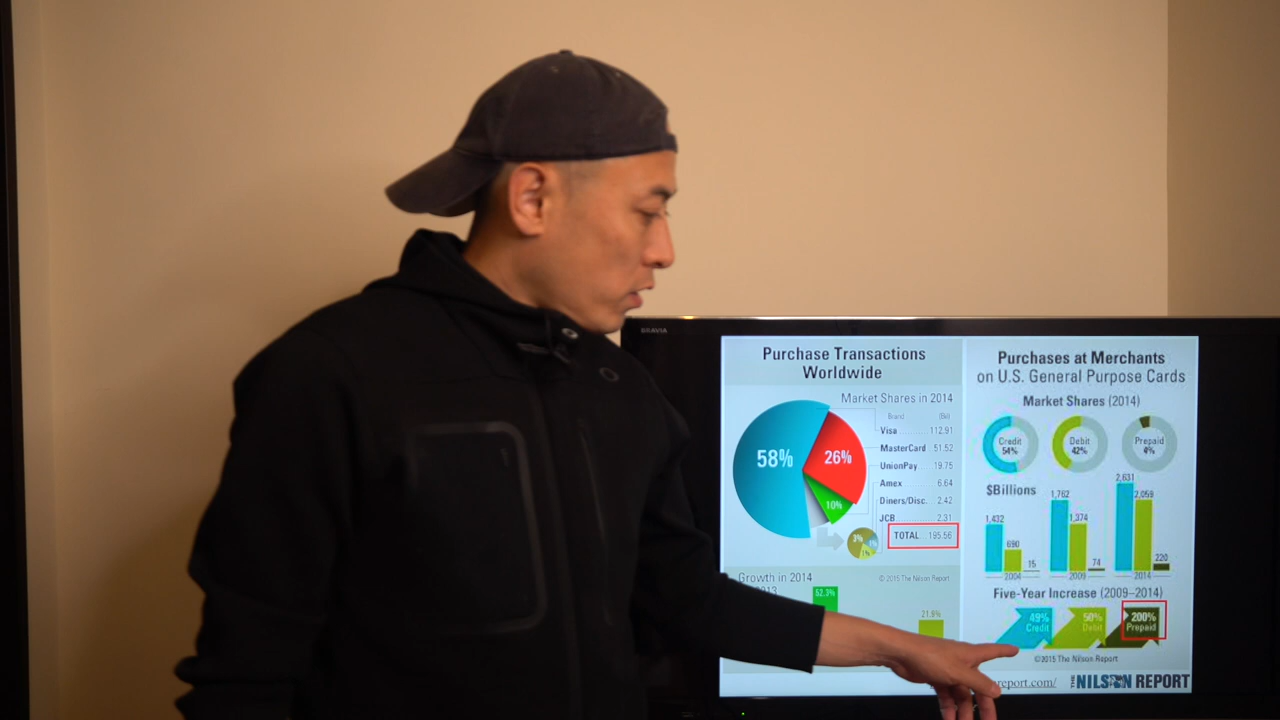 BRAVIA
Purchase Transactions
Worldwide
Market Shares in 2014
Brand (Bil)
Visa 112.91
MasterCard 51.52
UnionPay 19.75
Amex 6.64
Diners/Disc. 2.42
JCB 2.31
TOTAL 195.56
58%
26%
10%
3%
1%
1%
Growth in 2014
2013
© 2015 The Nilson Report
52.3%
21.9%
Purchases at Merchants
on U.S. General Purpose Cards
Market Shares (2014)
Credit
54%
Debit
42%
Prepaid
4%
$Billions
1,432
690
15
2004
1,762
1,374
74
2009
2,631
2,059
220
2014
Five-Year Increase (2009–2014)
49%
Credit
50%
Debit
200%
Prepaid
©2015 The Nilson Report
report.com/
THE NILSON REPORT